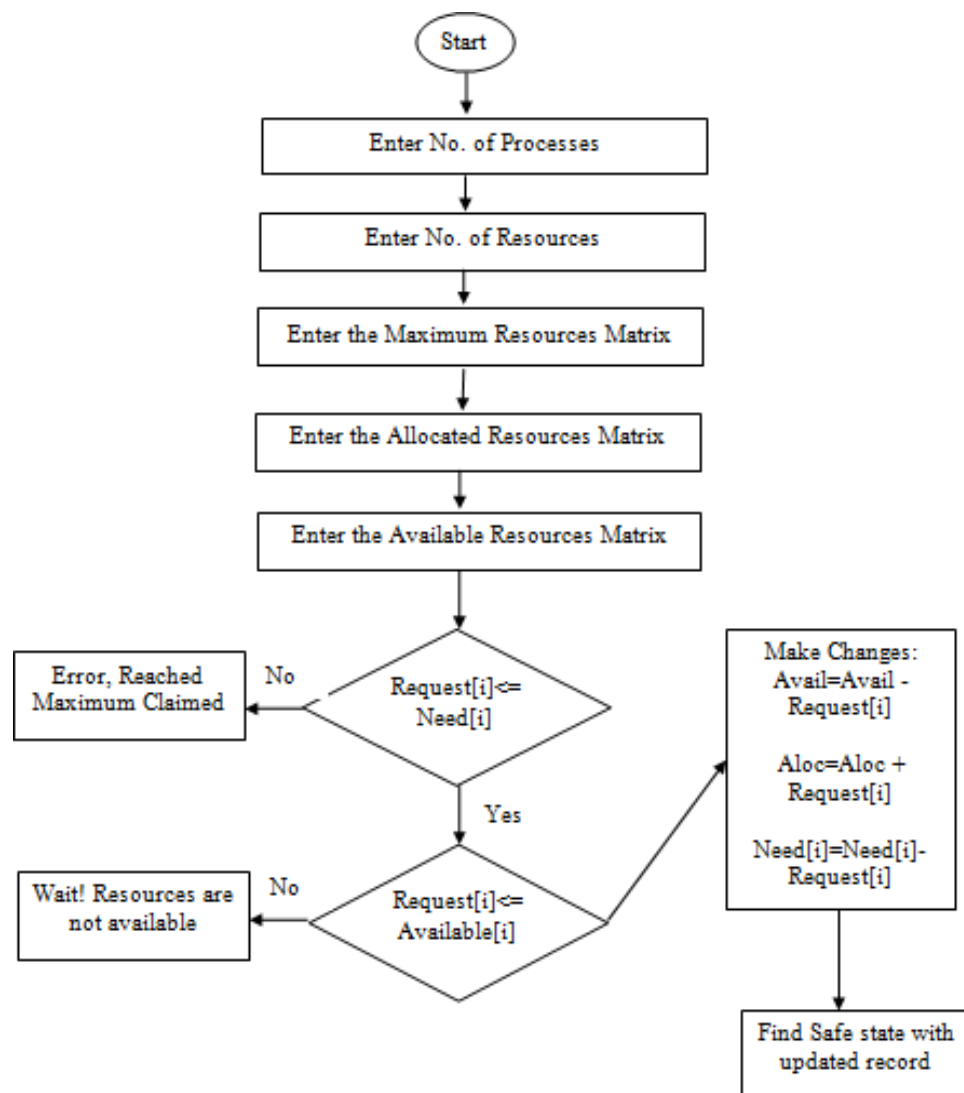 Start
Enter No. of Processes
Enter No. of Resources
Enter the Maximum Resources Matrix
Enter the Allocated Resources Matrix
Enter the Available Resources Matrix
Request[i]<=
Need[i]
No
Error, Reached
Maximum Claimed
Yes
Request[i]<=
Available[i]
No
Wait! Resources are
not available
Make Changes:
Avail=Avail -
Request[i]
Aloc=Aloc +
Request[i]
Need[i]=Need[i]-
Request[i]
Find Safe state with
updated record